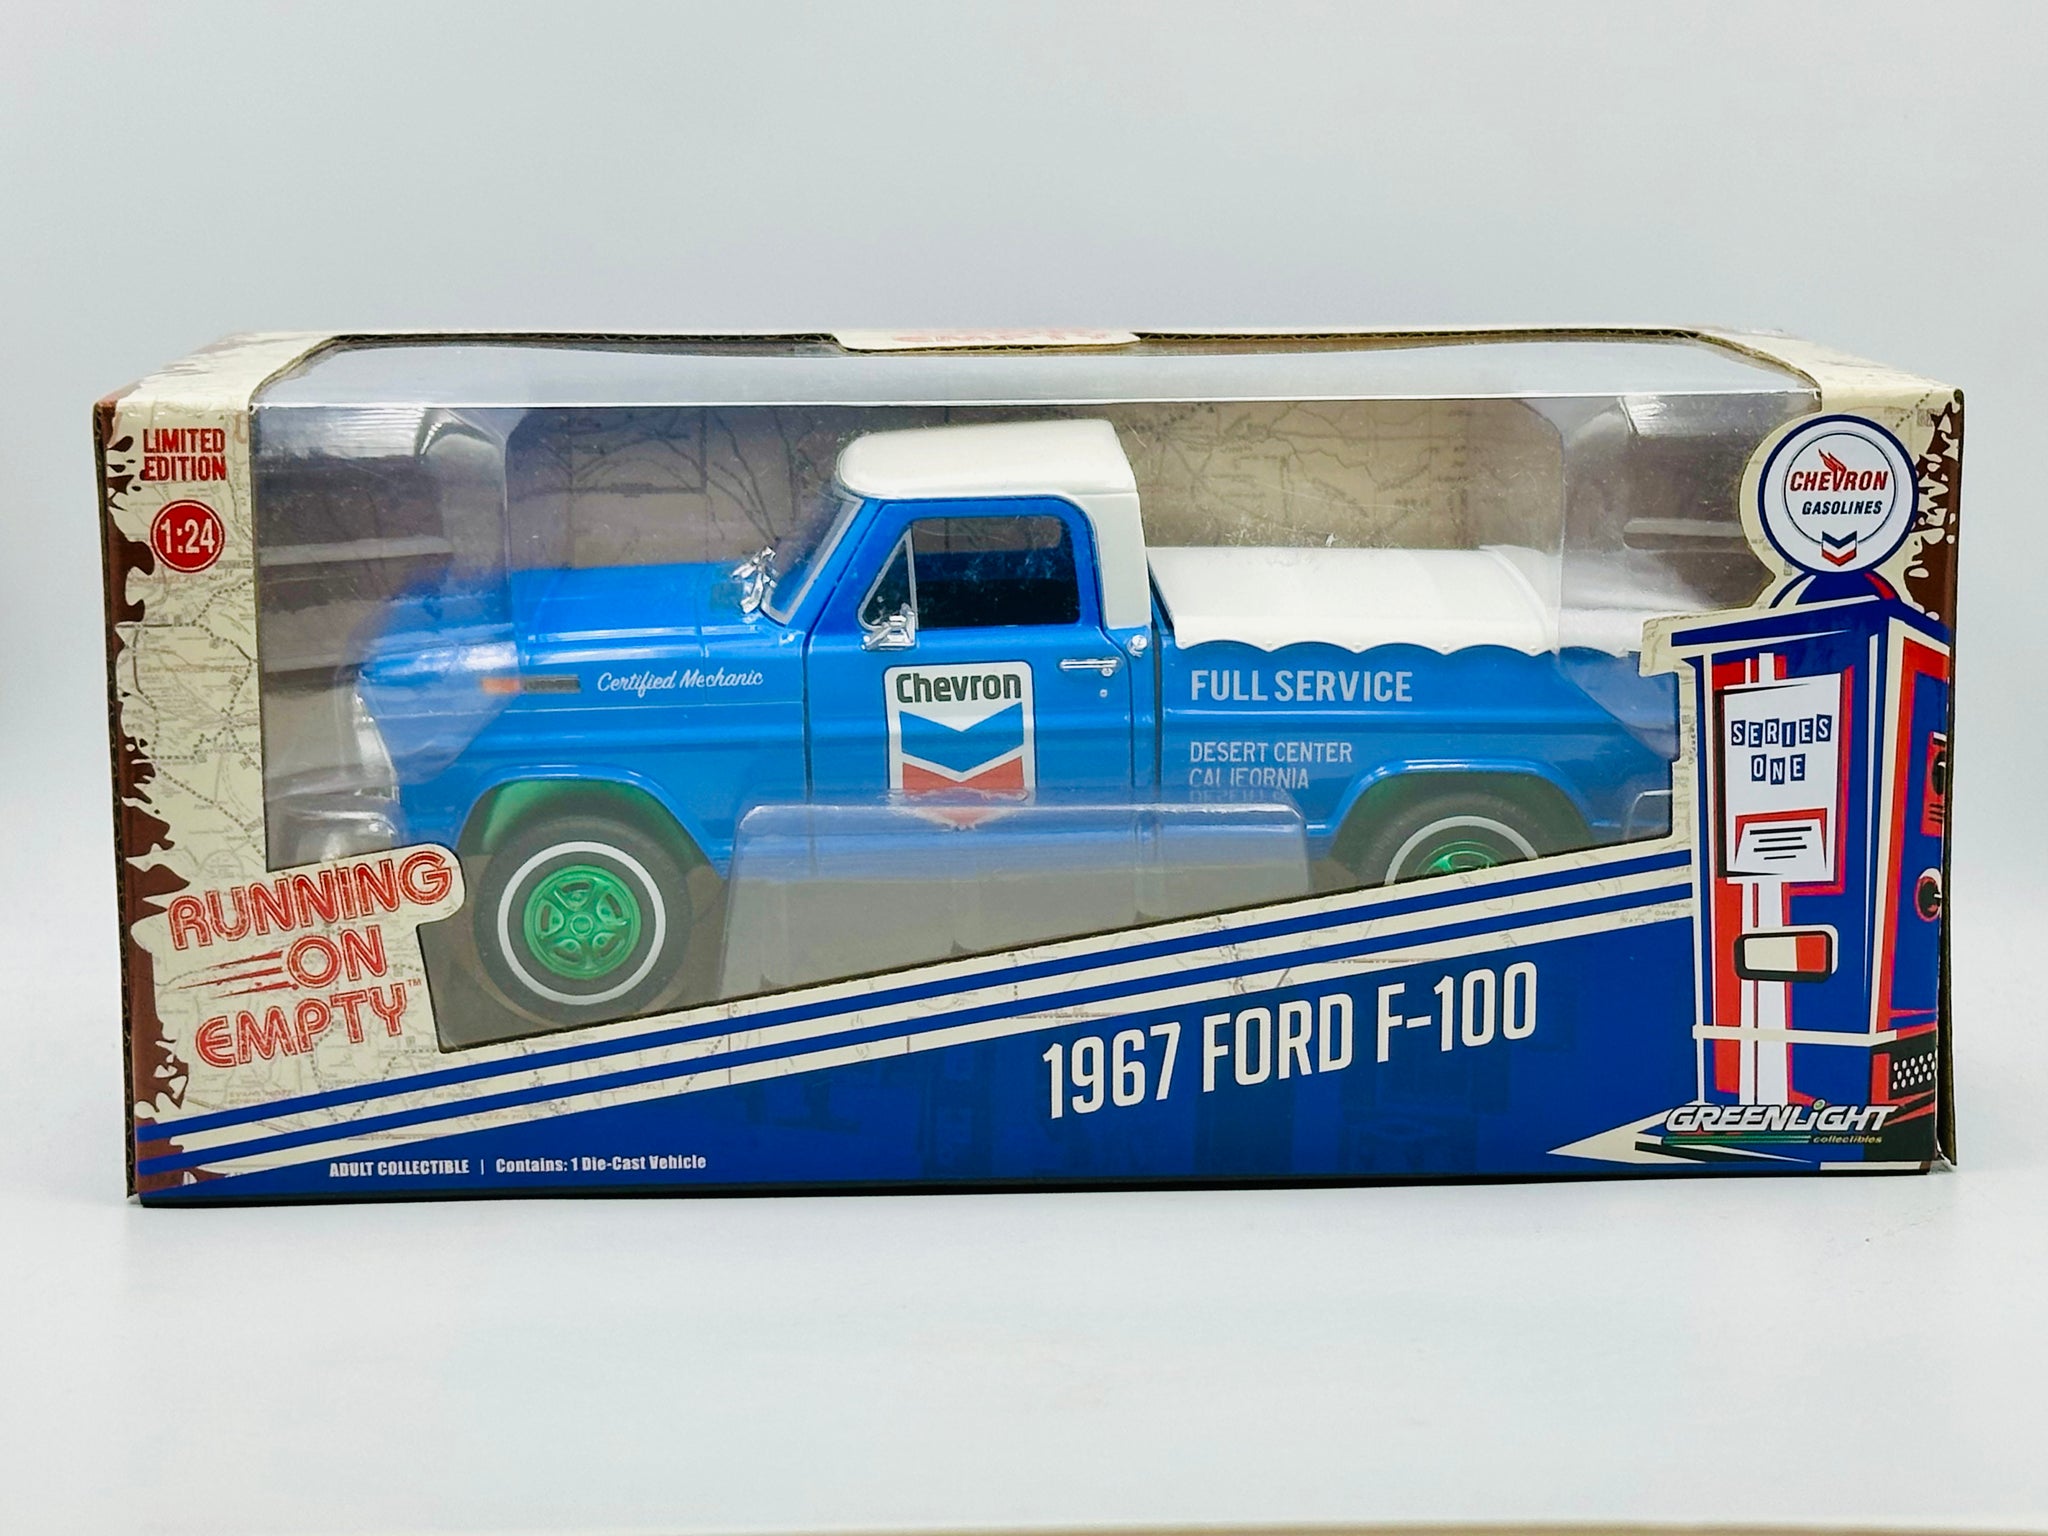 LIMITED
EDITION
1:24
CHEVRON
GASOLINES
Certified Mechanic
Chevron
FULL SERVICE
DESERT CENTER
CALIFORNIA
SERIES
ONE
RUNNING
ON
EMPTY™
1967 FORD F-100
GREENLIGHT
collectibles
ADULT COLLECTIBLE | Contains: 1 Die-Cast Vehicle